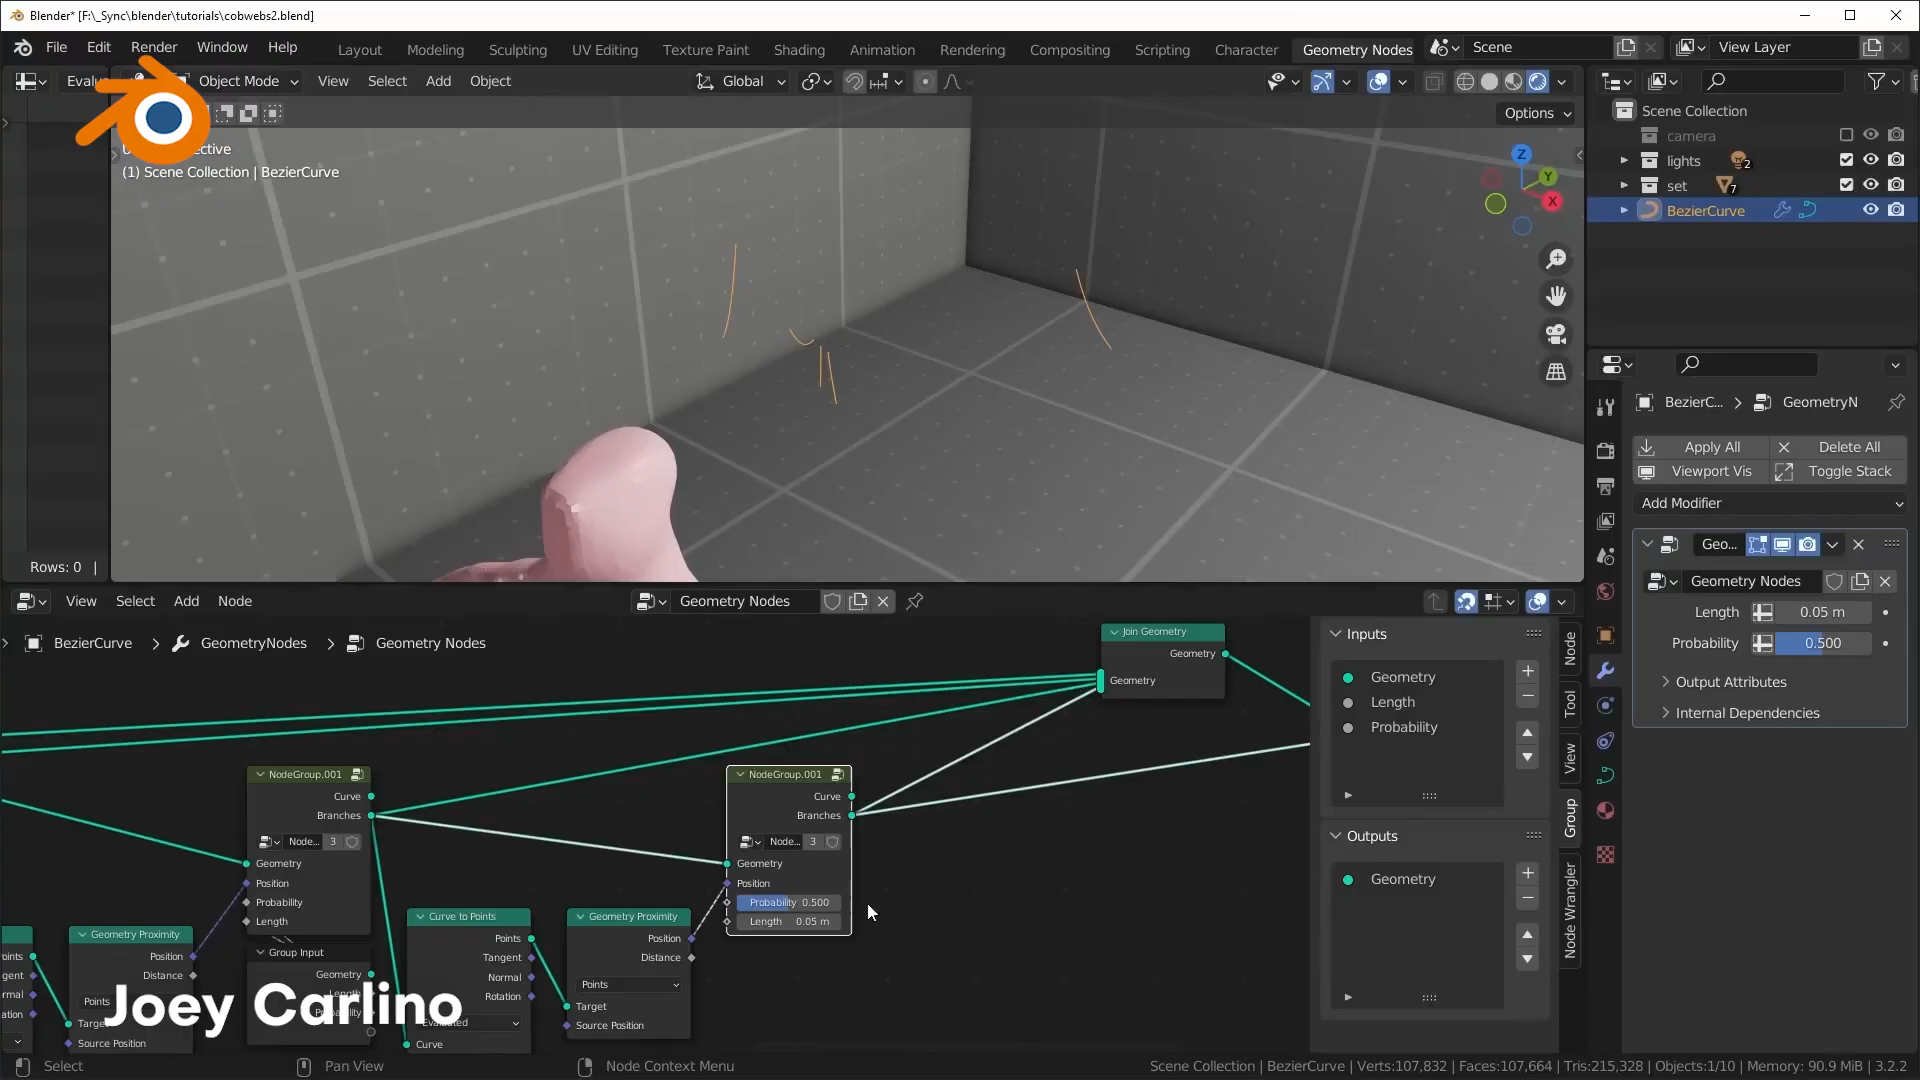 Blender* [F:\_Sync\blender\tutorials\cobwebs2.blend]
File Edit Render Window Help
Layout Modeling Sculpting UV Editing Texture Paint Shading Animation Rendering Compositing Scripting Character Geometry Nodes
Scene
View Layer
Object Mode View Select Add Object
Global
Options
(1) Scene Collection | BezierCurve
Z
Y
X
Rows: 0
Scene Collection
camera
lights 2
set 7
BezierCurve
BezierC... > GeometryN
Apply All
Delete All
Viewport Vis
Toggle Stack
Add Modifier
Geo...
Geometry Nodes
Length 0.05 m
Probability 0.500
Output Attributes
Internal Dependencies
View Select Add Node
Geometry Nodes
BezierCurve > GeometryNodes > Geometry Nodes
Join Geometry
Geometry
Geometry
NodeGroup.001
Curve
Branches
Node... 3
Geometry
Position
Probability
Length
NodeGroup.001
Curve
Branches
Node... 3
Geometry
Position
Probability 0.500
Length 0.05 m
Geometry Proximity
Position
Distance
Points
Target
Source Position
Group Input
Geometry
Curve to Points
Points
Tangent
Normal
Rotation
Evaluated
Curve
Geometry Proximity
Position
Distance
Points
Target
Source Position
Inputs
Geometry
Length
Probability
Outputs
Geometry
Node
Tool
View
Group
Node Wrangler
Joey Carlino
Select
Pan View
Node Context Menu
Scene Collection | BezierCurve | Verts:107,832 | Faces:107,664 | Tris:215,328 | Objects:1/10 | Memory: 90.9 MiB | 3.2.2